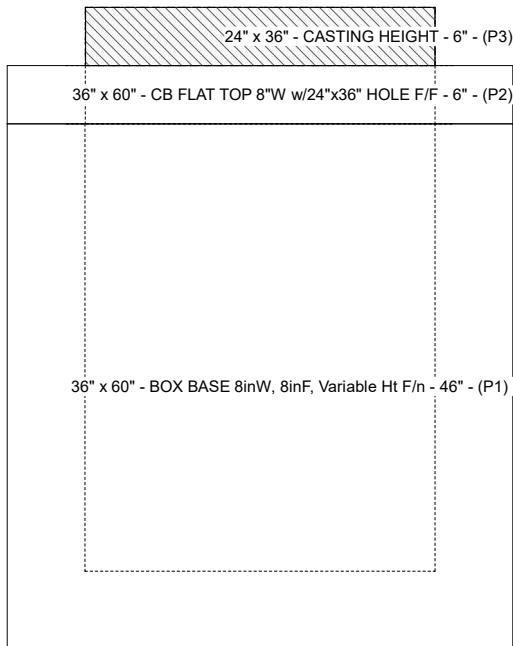 24" x 36" - CASTING HEIGHT - 6" - (P3)
36" x 60" - CB FLAT TOP 8"W w/24"x36" HOLE F/F - 6" - (P2)
36" x 60" - BOX BASE 8inW, 8inF, Variable Ht F/n - 46" - (P1)